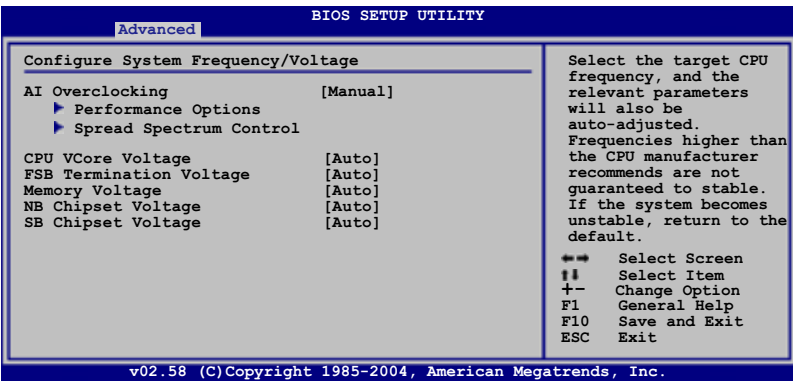 BIOS SETUP UTILITY
Advanced
Configure System Frequency/Voltage
AI Overclocking [Manual]
Performance Options
Spread Spectrum Control
CPU VCore Voltage [Auto]
FSB Termination Voltage [Auto]
Memory Voltage [Auto]
NB Chipset Voltage [Auto]
SB Chipset Voltage [Auto]
Select the target CPU
frequency, and the
relevant parameters
will also be
auto-adjusted.
Frequencies higher than
the CPU manufacturer
recommends are not
guaranteed to stable.
If the system becomes
unstable, return to the
default.
←→ Select Screen
↑↓ Select Item
+- Change Option
F1 General Help
F10 Save and Exit
ESC Exit
v02.58 (C)Copyright 1985-2004, American Megatrends, Inc.